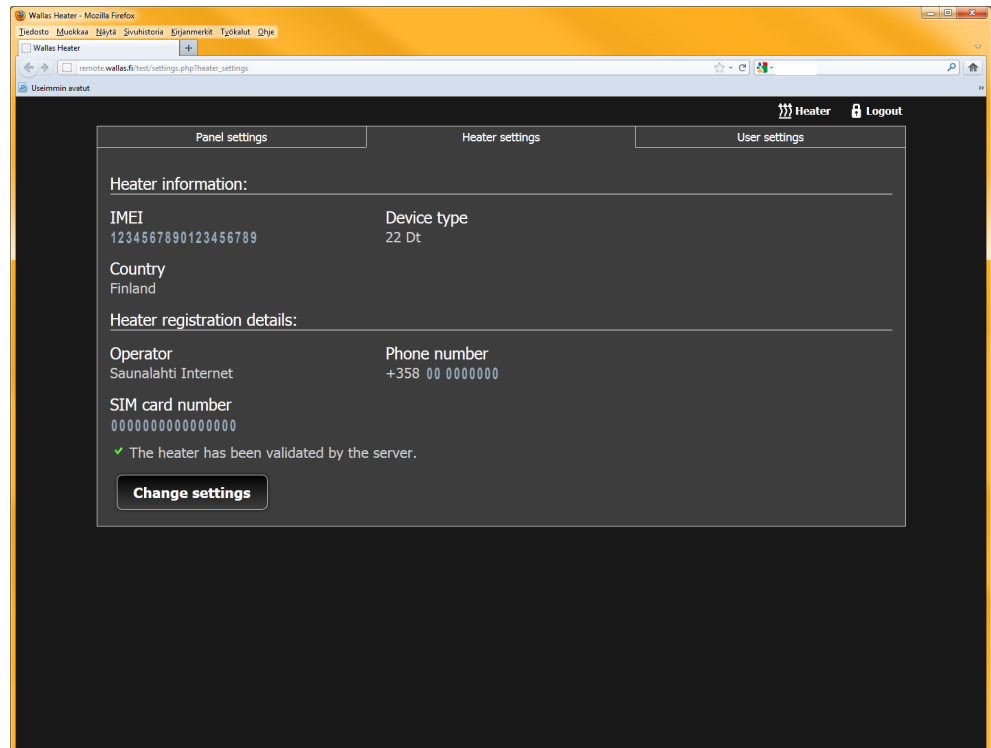 Wallas Heater - Mozilla Firefox
Tiedosto Muokkaa Näytä Sivuhistoria Kirjanmerkit Työkalut Ohje
Wallas Heater +
remote.wallas.fi/test/settings.php?heater_settings
Useimmin avatut »
Heater Logout
Panel settings Heater settings User settings
Heater information:
IMEI Device type
1234567890123456789 22 Dt
Country
Finland
Heater registration details:
Operator Phone number
Saunalahti Internet +358 00 0000000
SIM card number
0000000000000000
The heater has been validated by the server.
Change settings